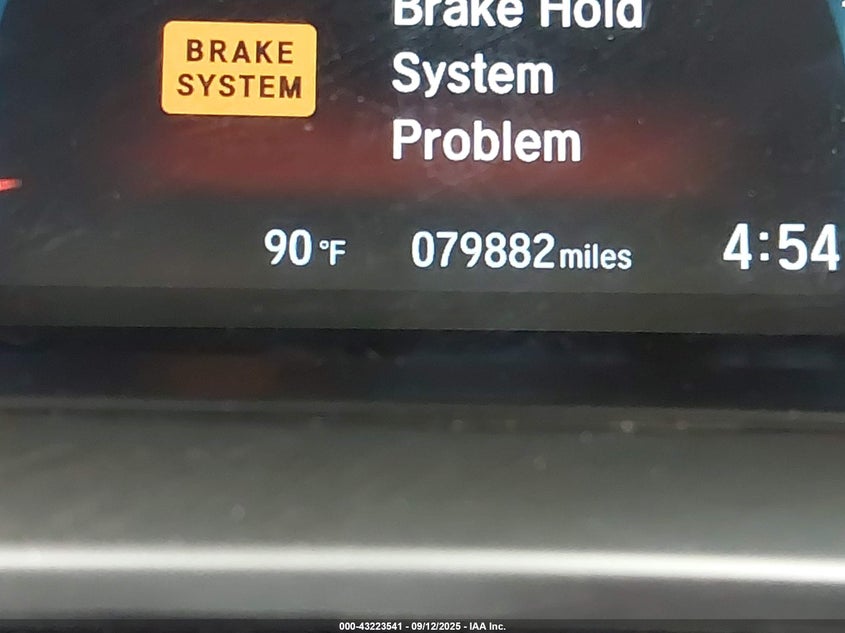 Brake Hold
BRAKE
SYSTEM
System
Problem
90 °F 079882 miles 4:54
000-43223541 - 09/12/2025 - IAA Inc.